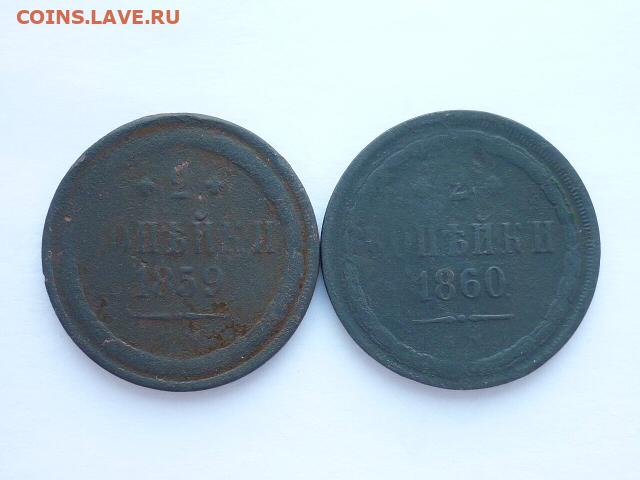 COINS.LAVE.RU
* 2 *
КОПѢЙКИ
1859
2
КОПѢЙКИ
1860